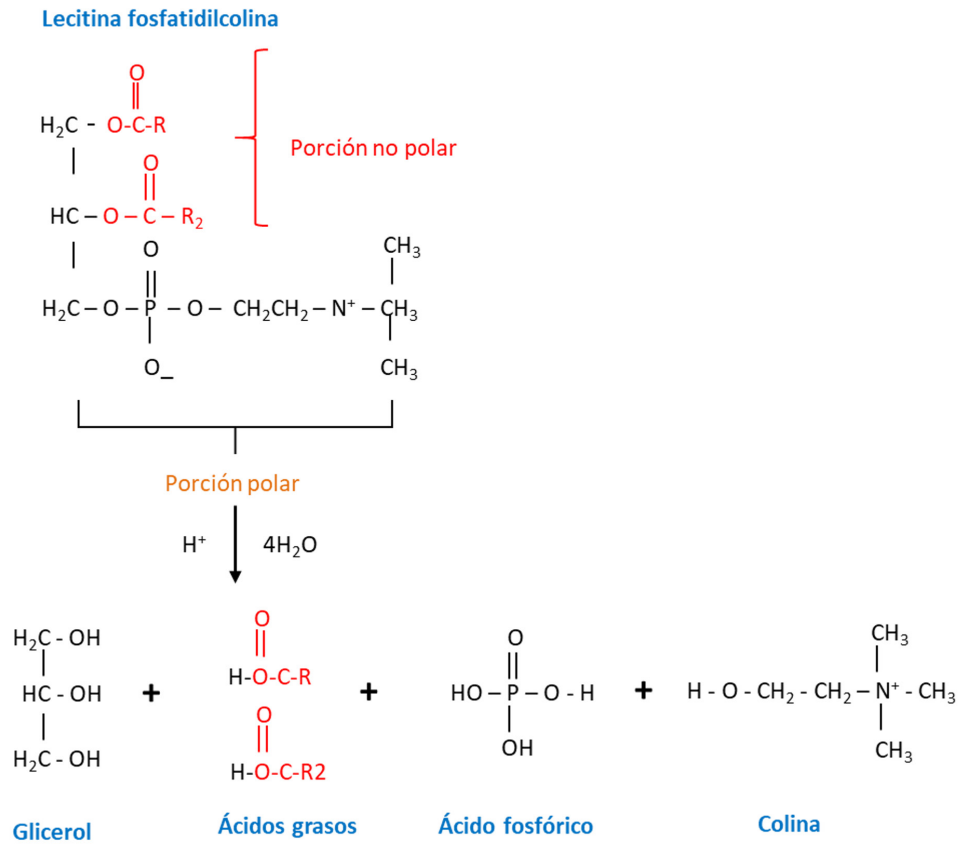 Lecitina fosfatidilcolina
O
H₂C - O-C-R
Porción no polar
O
HC – O – C – R₂
O
CH₃
H₂C – O – P – O – CH₂CH₂ – N⁺ – CH₃
O_
CH₃
Porción polar
H⁺ 4H₂O
O
H₂C - OH
H-O-C-R
O
CH₃
HC - OH
+
+
HO – P – O - H
+
H - O - CH₂ - CH₂ – N⁺ - CH₃
O
H₂C - OH
H-O-C-R2
OH
CH₃
Glicerol
Ácidos grasos
Ácido fosfórico
Colina